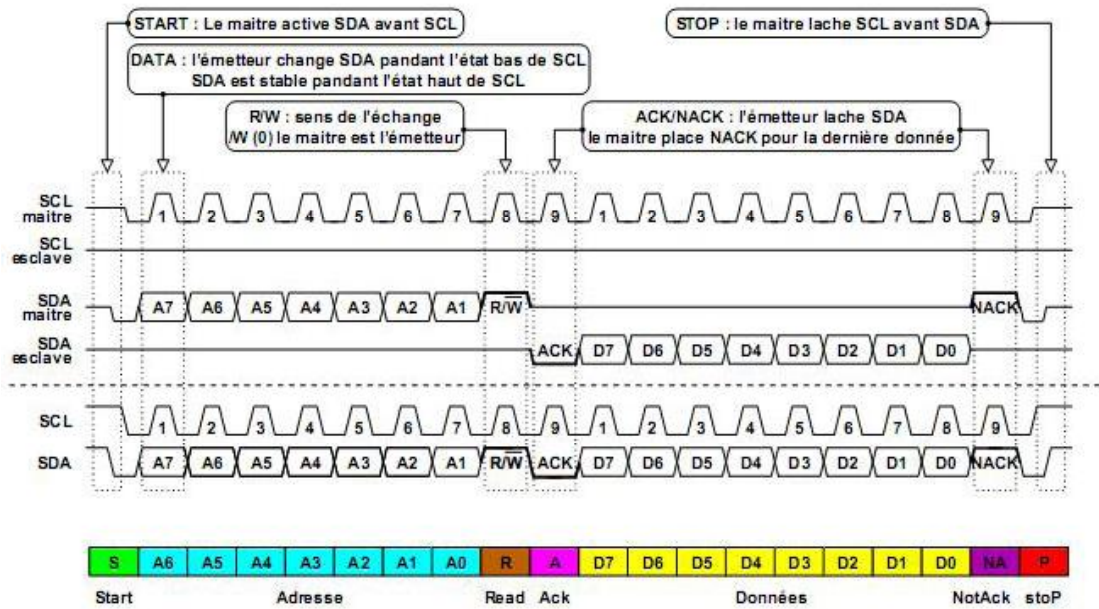 START : Le maitre active SDA avant SCL
STOP : le maitre lache SCL avant SDA
DATA : l'émetteur change SDA pandant l'état bas de SCL
SDA est stable pandant l'état haut de SCL
R/W : sens de l'échange
/W (0) le maitre est l'émetteur
ACK/NACK : l'émetteur lache SDA
le maitre place NACK pour la dernière donnée
SCL
maitre
1 2 3 4 5 6 7 8 9 1 2 3 4 5 6 7 8 9
SCL
esclave
SDA
maitre
A7 A6 A5 A4 A3 A2 A1 R/W NACK
SDA
esclave
ACK D7 D6 D5 D4 D3 D2 D1 D0
SCL
1 2 3 4 5 6 7 8 9 1 2 3 4 5 6 7 8 9
SDA
A7 A6 A5 A4 A3 A2 A1 R/W ACK D7 D6 D5 D4 D3 D2 D1 D0 NACK
S A6 A5 A4 A3 A2 A1 A0 R A D7 D6 D5 D4 D3 D2 D1 D0 NA P
Start Adresse Read Ack Données NotAck stoP